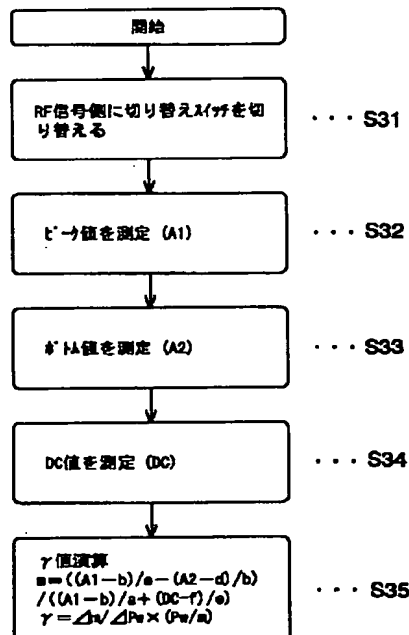 開始
RF信号側に切り替えスイッチを切
り替える
・・・ S31
ピーク値を測定 (A1)
・・・ S32
ボトム値を測定 (A2)
・・・ S33
DC値を測定 (DC)
・・・ S34
γ値演算
m=((A1-b)/a-(A2-d)/b)
/((A1-b)/a+(DC-f)/e)
γ=⊿m/⊿Pw×(Pw/m)
・・・ S35